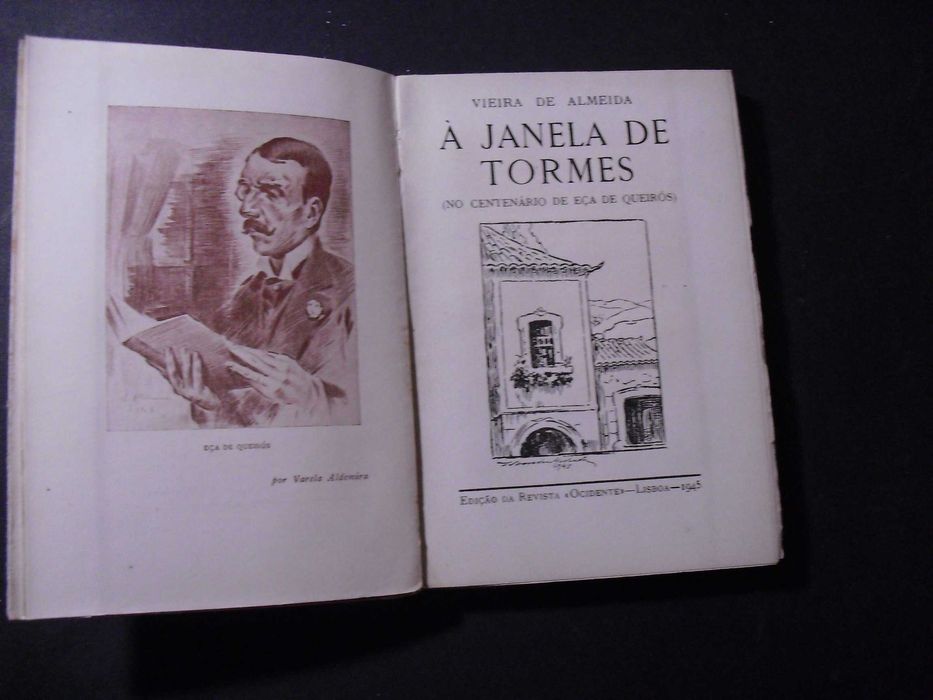 EÇA DE QUEIRÓS
por Varela Aldemira
VIEIRA DE ALMEIDA
À JANELA DE
TORMES
(NO CENTENÁRIO DE EÇA DE QUEIRÓS)
1945
EDIÇÃO DA REVISTA «OCIDENTE»—LISBOA—1945